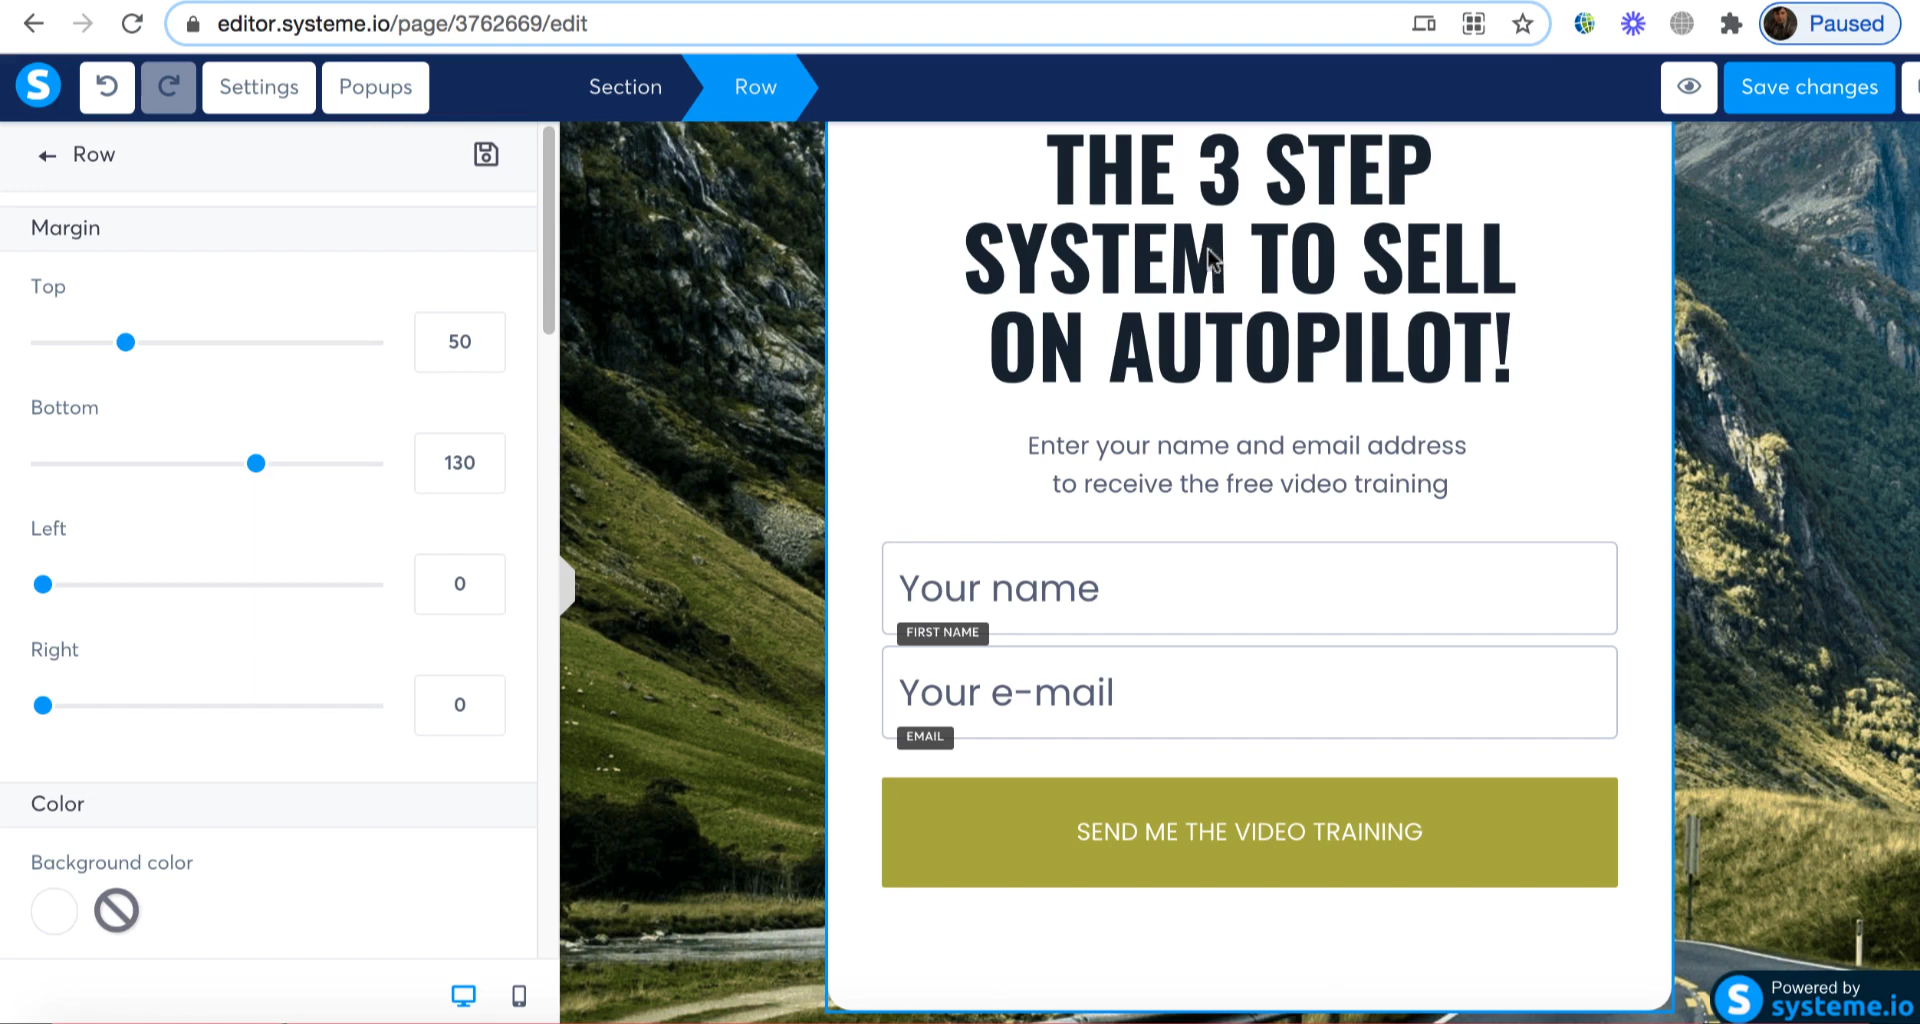 editor.systeme.io/page/3762669/edit
Paused
S
Settings
Popups
Section
Row
Save changes
Row
Margin
Top
50
Bottom
130
Left
0
Right
0
Color
Background color
THE 3 STEP
SYSTEM TO SELL
ON AUTOPILOT!
Enter your name and email address
to receive the free video training
Your name
FIRST NAME
Your e-mail
EMAIL
SEND ME THE VIDEO TRAINING
S
Powered by
systeme.io